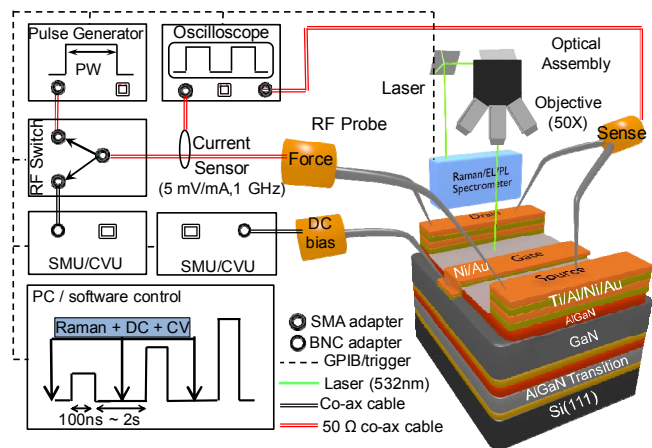 Pulse Generator
PW
Oscilloscope
Optical
Assembly
Laser
Objective
(50X)
RF Probe
Sense
RF Switch
Current
Sensor
(5 mV/mA,1 GHz)
Force
Raman/EL/PL
Spectrometer
Drain
DC
bias
SMU/CVU
SMU/CVU
Gate
Ni/Au
Source
Ti/Al/Ni/Au
AlGaN
GaN
AlGaN Transition
Si(111)
PC / software control
Raman + DC + CV
100ns ~ 2s
SMA adapter
BNC adapter
GPIB/trigger
Laser (532nm)
Co-ax cable
50 Ω co-ax cable